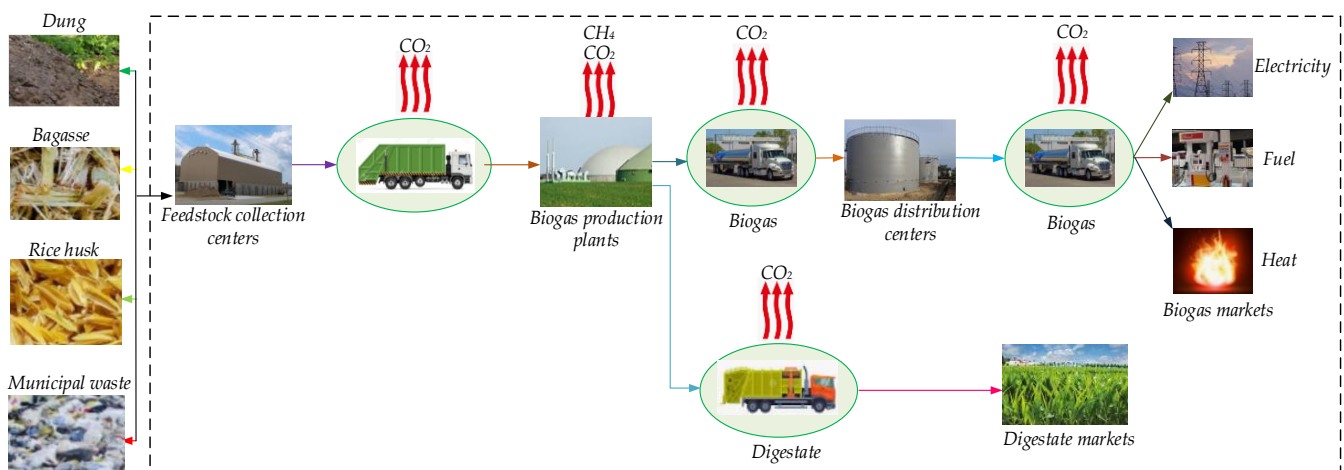 Dung
Bagasse
Rice husk
Municipal waste
Feedstock collection
centers
CO₂
CH₄
CO₂
Biogas production
plants
CO₂
Biogas
Biogas distribution
centers
CO₂
Biogas
Electricity
Fuel
Heat
Biogas markets
CO₂
Digestate
Digestate markets